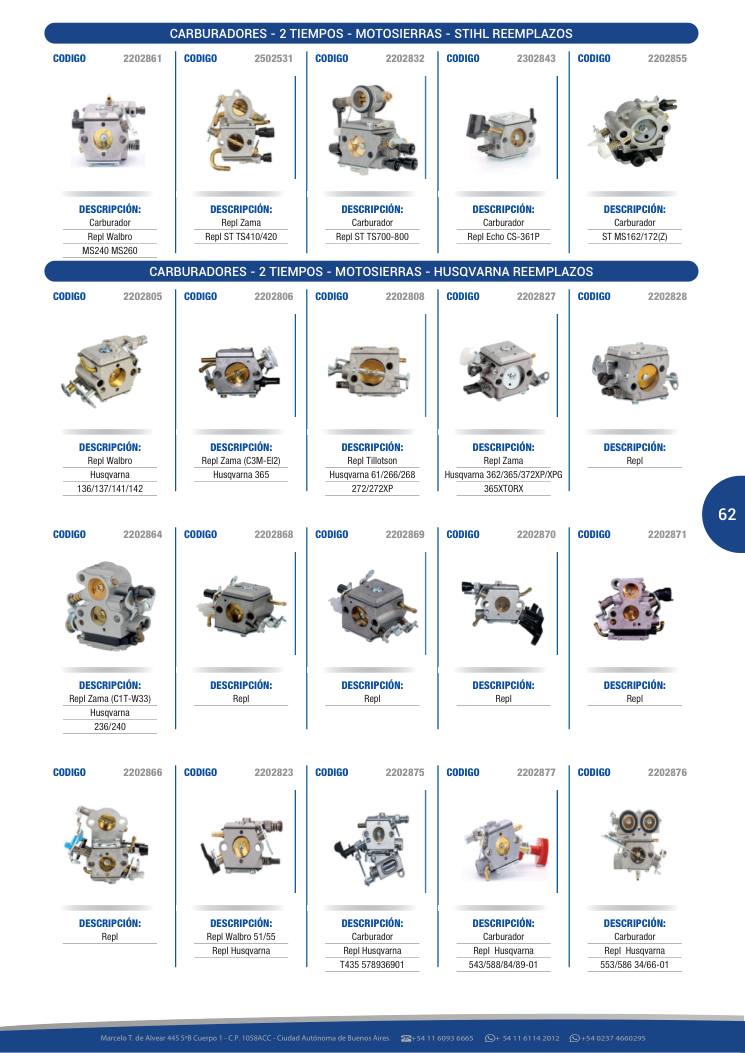 CARBURADORES - 2 TIEMPOS - MOTOSIERRAS - STIHL REEMPLAZOS
CODIGO 2202861
CODIGO 2502531
CODIGO 2202832
CODIGO 2302843
CODIGO 2202855
DESCRIPCIÓN:
Carburador
Repl Walbro
MS240 MS260
DESCRIPCIÓN:
Repl Zama
Repl ST TS410/420
DESCRIPCIÓN:
Carburador
Repl ST TS700-800
DESCRIPCIÓN:
Carburador
Repl Echo CS-361P
DESCRIPCIÓN:
Carburador
ST MS162/172(Z)
CARBURADORES - 2 TIEMPOS - MOTOSIERRAS - HUSQVARNA REEMPLAZOS
CODIGO 2202805
CODIGO 2202806
CODIGO 2202808
CODIGO 2202827
CODIGO 2202828
DESCRIPCIÓN:
Repl Walbro
Husqvarna
136/137/141/142
DESCRIPCIÓN:
Repl Zama (C3M-EI2)
Husqvarna 365
DESCRIPCIÓN:
Repl Tillotson
Husqvarna 61/266/268
272/272XP
DESCRIPCIÓN:
Repl Zama
Husqvarna 362/365/372XP/XPG
365XTORX
DESCRIPCIÓN:
Repl
62
CODIGO 2202864
CODIGO 2202868
CODIGO 2202869
CODIGO 2202870
CODIGO 2202871
DESCRIPCIÓN:
Repl Zama (C1T-W33)
Husqvarna
236/240
DESCRIPCIÓN:
Repl
DESCRIPCIÓN:
Repl
DESCRIPCIÓN:
Repl
DESCRIPCIÓN:
Repl
CODIGO 2202866
CODIGO 2202823
CODIGO 2202875
CODIGO 2202877
CODIGO 2202876
DESCRIPCIÓN:
Repl
DESCRIPCIÓN:
Repl Walbro 51/55
Repl Husqvarna
DESCRIPCIÓN:
Carburador
Repl Husqvarna
T435 578936901
DESCRIPCIÓN:
Carburador
Repl Husqvarna
543/588/84/89-01
DESCRIPCIÓN:
Carburador
Repl Husqvarna
553/586 34/66-01
Marcelo T. de Alvear 445 5ºB Cuerpo 1 - C.P. 1058ACC - Ciudad Autónoma de Buenos Aires +54 11 6093 6665 + 54 11 6114 2012 +54 0237 4660295